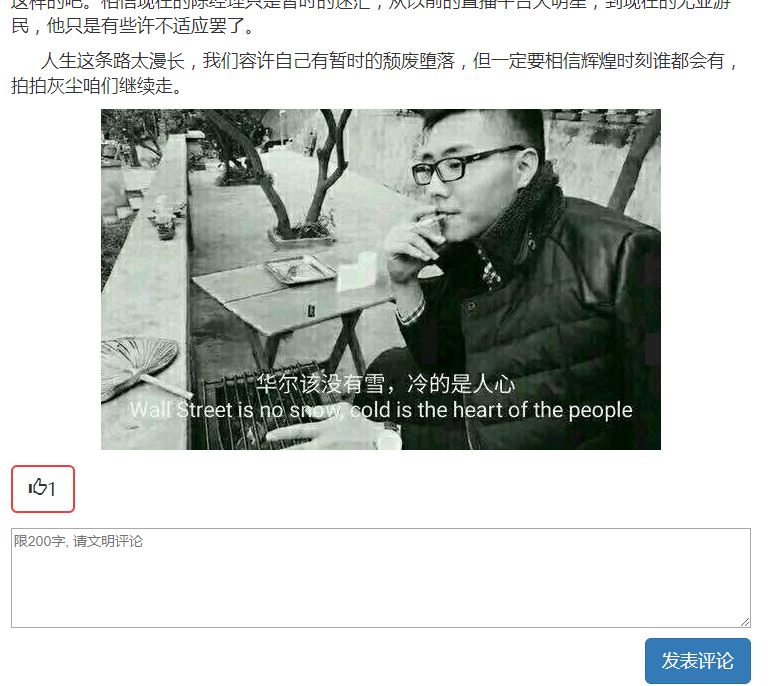 这样的吧。相信现在的陈经理只是暂时的迷茫，从以前的直播平台大明星，到现在的无业游
民，他只是有些许不适应罢了。
人生这条路太漫长，我们容许自己有暂时的颓废堕落，但一定要相信辉煌时刻谁都会有，
拍拍灰尘咱们继续走。
华尔该没有雪，冷的是人心
Wall Street is no snow, cold is the heart of the people
1
限200字, 请文明评论
发表评论